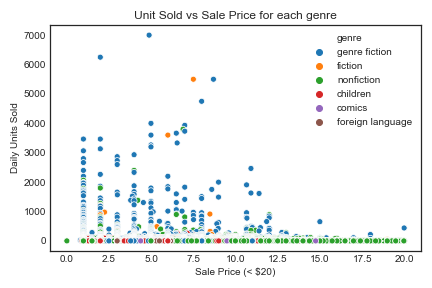 Unit Sold vs Sale Price for each genre
7000
6000
5000
4000
3000
2000
1000
0
Daily Units Sold
genre
genre fiction
fiction
nonfiction
children
comics
foreign language
0.0 2.5 5.0 7.5 10.0 12.5 15.0 17.5 20.0
Sale Price (< $20)